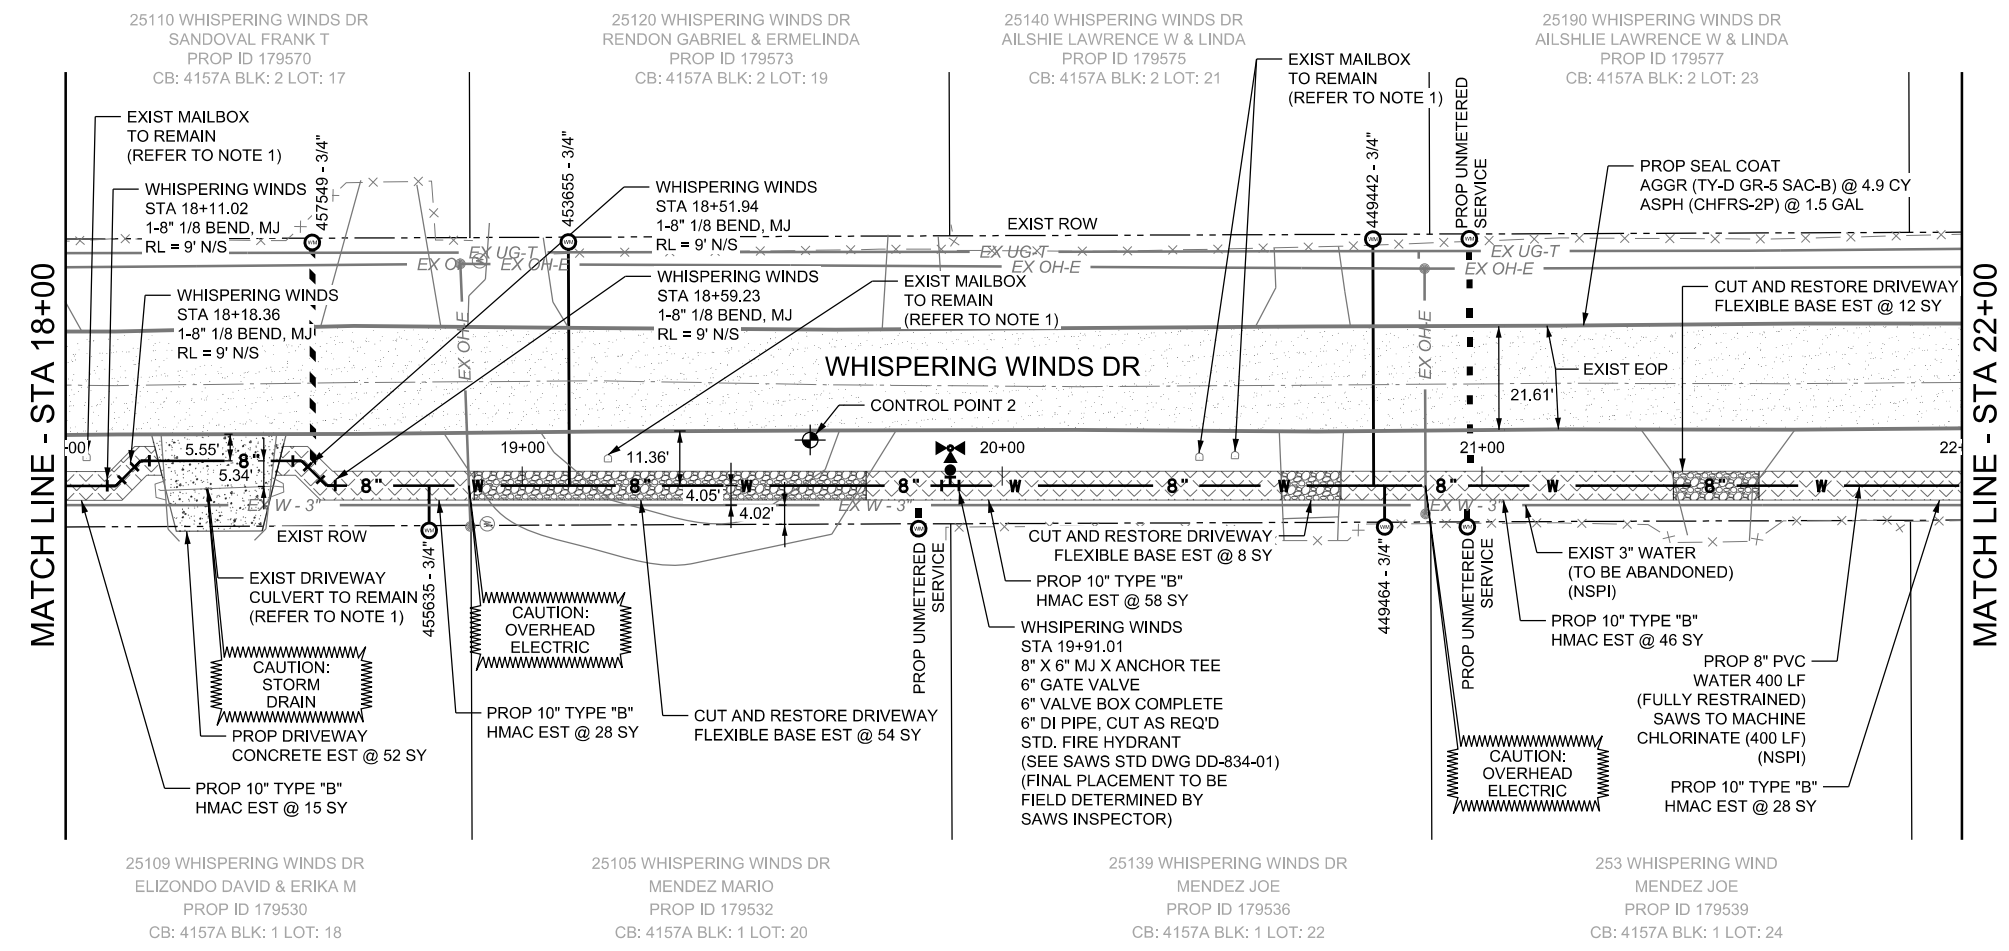 25110 WHISPERING WINDS DR
SANDOVAL FRANK T
PROP ID 179570
CB: 4157A BLK: 2 LOT: 17
25120 WHISPERING WINDS DR
RENDON GABRIEL & ERMELINDA
PROP ID 179573
CB: 4157A BLK: 2 LOT: 19
25140 WHISPERING WINDS DR
AILSHIE LAWRENCE W & LINDA
PROP ID 179575
CB: 4157A BLK: 2 LOT: 21
25190 WHISPERING WINDS DR
AILSHLIE LAWRENCE W & LINDA
PROP ID 179577
CB: 4157A BLK: 2 LOT: 23
MATCH LINE - STA 18+00
EXIST MAILBOX
TO REMAIN
(REFER TO NOTE 1)
WHISPERING WINDS
STA 18+11.02
1-8" 1/8 BEND, MJ
RL = 9' N/S
WHISPERING WINDS
STA 18+18.36
1-8" 1/8 BEND, MJ
RL = 9' N/S
457549 - 3/4"
WM
453655 - 3/4"
WM
WHISPERING WINDS
STA 18+51.94
1-8" 1/8 BEND, MJ
RL = 9' N/S
WHISPERING WINDS
STA 18+59.23
1-8" 1/8 BEND, MJ
RL = 9' N/S
EXIST MAILBOX
TO REMAIN
(REFER TO NOTE 1)
EXIST MAILBOX
TO REMAIN
(REFER TO NOTE 1)
449442 - 3/4"
WM
PROP UNMETERED
SERVICE
WM
PROP SEAL COAT
AGGR (TY-D GR-5 SAC-B) @ 4.9 CY
ASPH (CHFRS-2P) @ 1.5 GAL
EXIST ROW
EX UG-T
EX UG-T
EX UG-T
EX O
EX OH-E
EX OH-E
EX OH-E
EX OH-E
EX OH-E
CUT AND RESTORE DRIVEWAY
FLEXIBLE BASE EST @ 12 SY
WHISPERING WINDS DR
EXIST EOP
21.61'
CONTROL POINT 2
-00'
19+00
20+00
21+00
22+
5.55'
5.34'
11.36'
4.05'
4.02'
8"
8"
W
8"
W
8"
W
8"
W
8"
W
8"
W
EX W - 3"
EX W - 3"
EX W - 3"
EXIST ROW
EXIST DRIVEWAY
CULVERT TO REMAIN
(REFER TO NOTE 1)
WM
455635 - 3/4"
CAUTION:
STORM
DRAIN
CAUTION:
OVERHEAD
ELECTRIC
PROP DRIVEWAY
CONCRETE EST @ 52 SY
PROP 10" TYPE "B"
HMAC EST @ 15 SY
PROP 10" TYPE "B"
HMAC EST @ 28 SY
CUT AND RESTORE DRIVEWAY
FLEXIBLE BASE EST @ 54 SY
WM
PROP UNMETERED
SERVICE
CUT AND RESTORE DRIVEWAY
FLEXIBLE BASE EST @ 8 SY
PROP 10" TYPE "B"
HMAC EST @ 58 SY
WHSIPERING WINDS
STA 19+91.01
8" X 6" MJ X ANCHOR TEE
6" GATE VALVE
6" VALVE BOX COMPLETE
6" DI PIPE, CUT AS REQ'D
STD. FIRE HYDRANT
(SEE SAWS STD DWG DD-834-01)
(FINAL PLACEMENT TO BE
FIELD DETERMINED BY
SAWS INSPECTOR)
WM
449464 - 3/4"
WM
PROP UNMETERED
SERVICE
EXIST 3" WATER
(TO BE ABANDONED)
(NSPI)
PROP 10" TYPE "B"
HMAC EST @ 46 SY
PROP 8" PVC
WATER 400 LF
(FULLY RESTRAINED)
SAWS TO MACHINE
CHLORINATE (400 LF)
(NSPI)
CAUTION:
OVERHEAD
ELECTRIC
PROP 10" TYPE "B"
HMAC EST @ 28 SY
MATCH LINE - STA 22+00
25109 WHISPERING WINDS DR
ELIZONDO DAVID & ERIKA M
PROP ID 179530
CB: 4157A BLK: 1 LOT: 18
25105 WHISPERING WINDS DR
MENDEZ MARIO
PROP ID 179532
CB: 4157A BLK: 1 LOT: 20
25139 WHISPERING WINDS DR
MENDEZ JOE
PROP ID 179536
CB: 4157A BLK: 1 LOT: 22
253 WHISPERING WIND
MENDEZ JOE
PROP ID 179539
CB: 4157A BLK: 1 LOT: 24